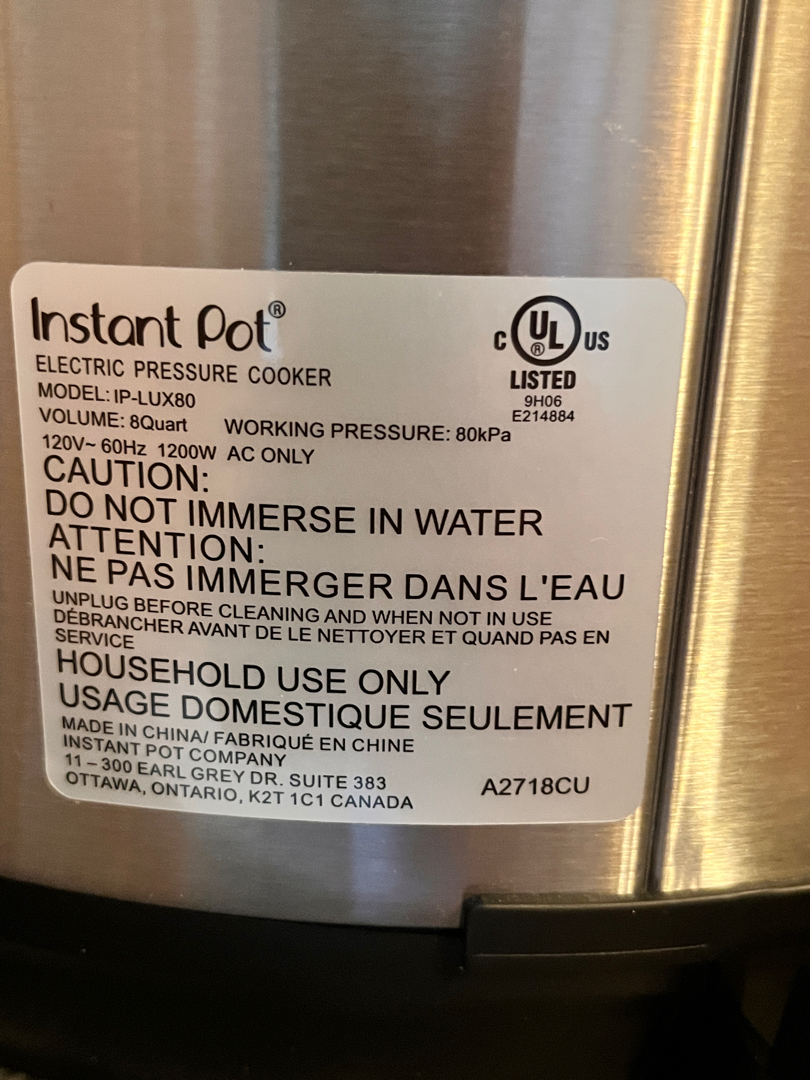 Instant Pot®
C UL® US
LISTED
9H06
E214884
ELECTRIC PRESSURE COOKER
MODEL: IP-LUX80
VOLUME: 8Quart WORKING PRESSURE: 80kPa
120V~ 60Hz 1200W AC ONLY
CAUTION:
DO NOT IMMERSE IN WATER
ATTENTION:
NE PAS IMMERGER DANS L'EAU
UNPLUG BEFORE CLEANING AND WHEN NOT IN USE
DÉBRANCHER AVANT DE LE NETTOYER ET QUAND PAS EN
SERVICE
HOUSEHOLD USE ONLY
USAGE DOMESTIQUE SEULEMENT
MADE IN CHINA/ FABRIQUÉ EN CHINE
INSTANT POT COMPANY
11 – 300 EARL GREY DR. SUITE 383
OTTAWA, ONTARIO, K2T 1C1 CANADA
A2718CU